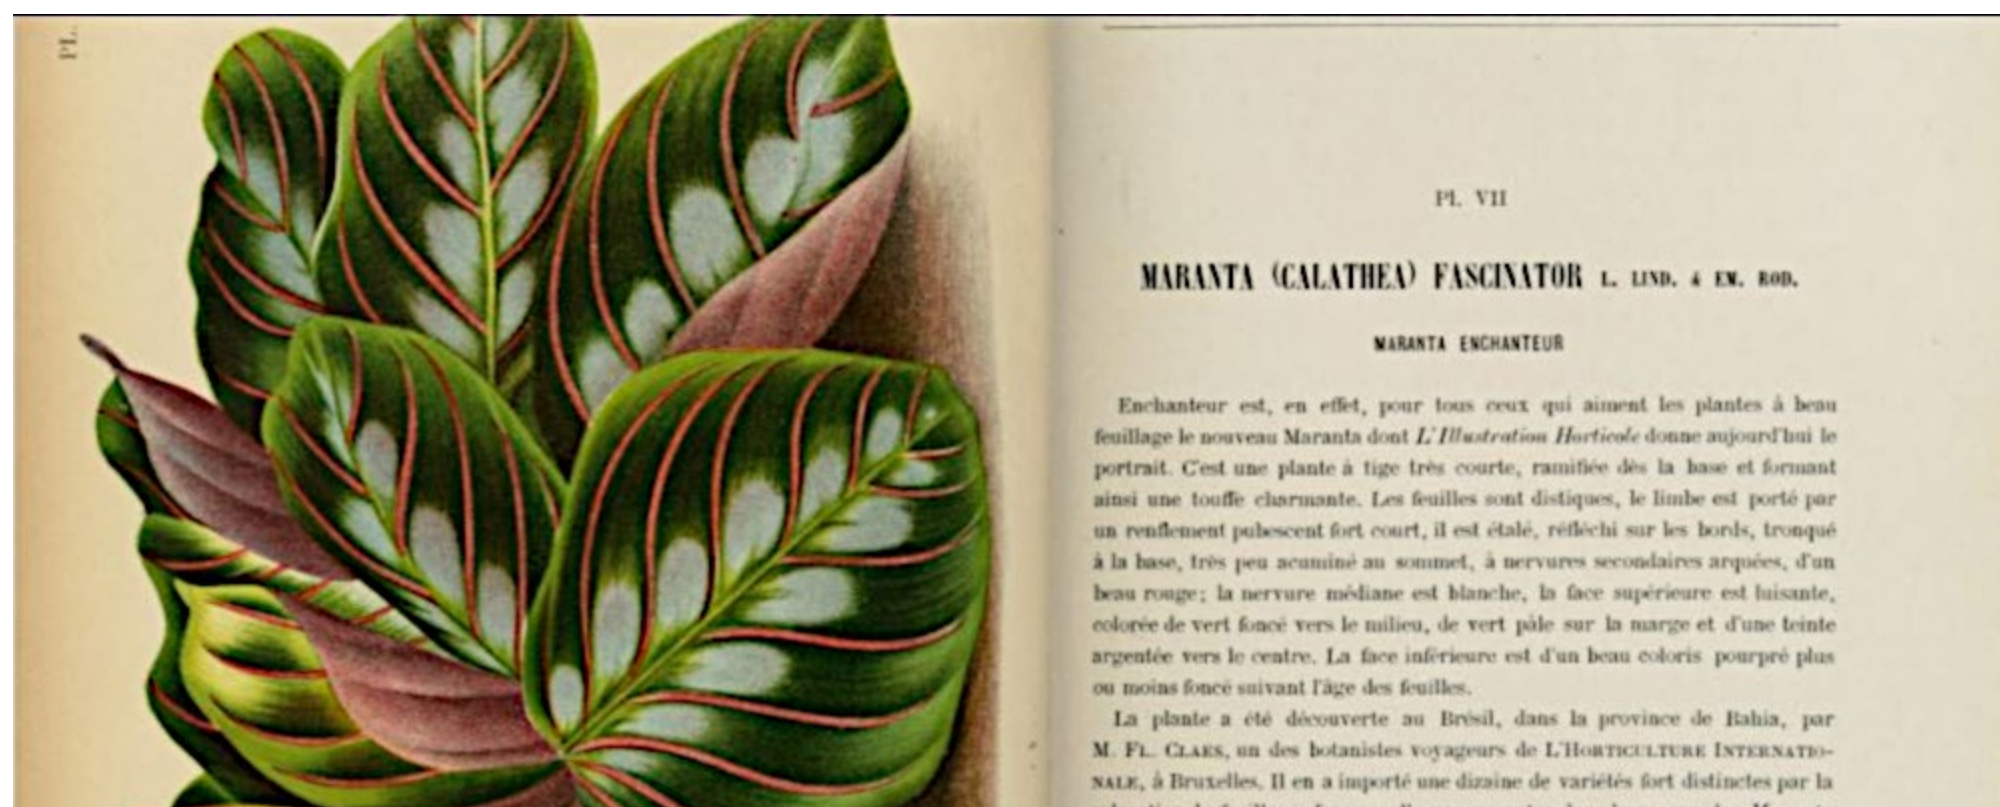 PL.
Pl. VII
MARANTA (CALATHEA) FASCINATOR L. LIND. & EM. ROD.
MARANTA ENCHANTEUR
Enchanteur est, en effet, pour tous ceux qui aiment les plantes à beau
feuillage le nouveau Maranta dont L'Illustration Horticole donne aujourd'hui le
portrait. C'est une plante à tige très courte, ramifiée dès la base et formant
ainsi une touffe charmante. Les feuilles sont distiques, le limbe est porté par
un renflement pubescent fort court, il est étalé, réfléchi sur les bords, tronqué
à la base, très peu acuminé au sommet, à nervures secondaires arquées, d'un
beau rouge; la nervure médiane est blanche, la face supérieure est luisante,
colorée de vert foncé vers le milieu, de vert pâle sur la marge et d'une teinte
argentée vers le centre. La face inférieure est d'un beau coloris pourpré plus
ou moins foncé suivant l'âge des feuilles.
La plante a été découverte au Brésil, dans la province de Bahia, par
M. FL. CLAES, un des botanistes voyageurs de L'HORTICULTURE INTERNATIO-
NALE, à Bruxelles. Il en a importé une dizaine de variétés fort distinctes par la